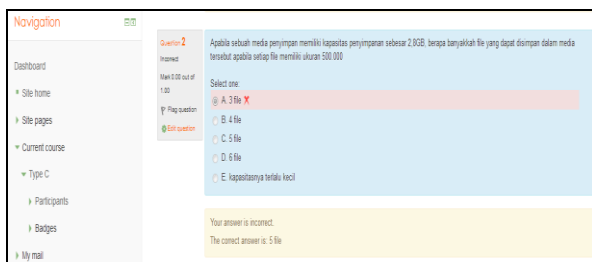 Navigation
Dashboard
Site home
Site pages
Current course
Type C
Participants
Badges
My mail
Question 2
Incorrect
Mark 0.00 out of
1.00
Flag question
Edit question
Apabila sebuah media penyimpan memiliki kapasitas penyimpanan sebesar 2,8GB, berapa banyakkah file yang dapat disimpan dalam media
tersebut apabila setiap file memiliki ukuran 500.000
Select one:
A. 3 file
B. 4 file
C. 5 file
D. 6 file
E. kapasitasnya terlalu kecil
Your answer is incorrect.
The correct answer is: 5 file